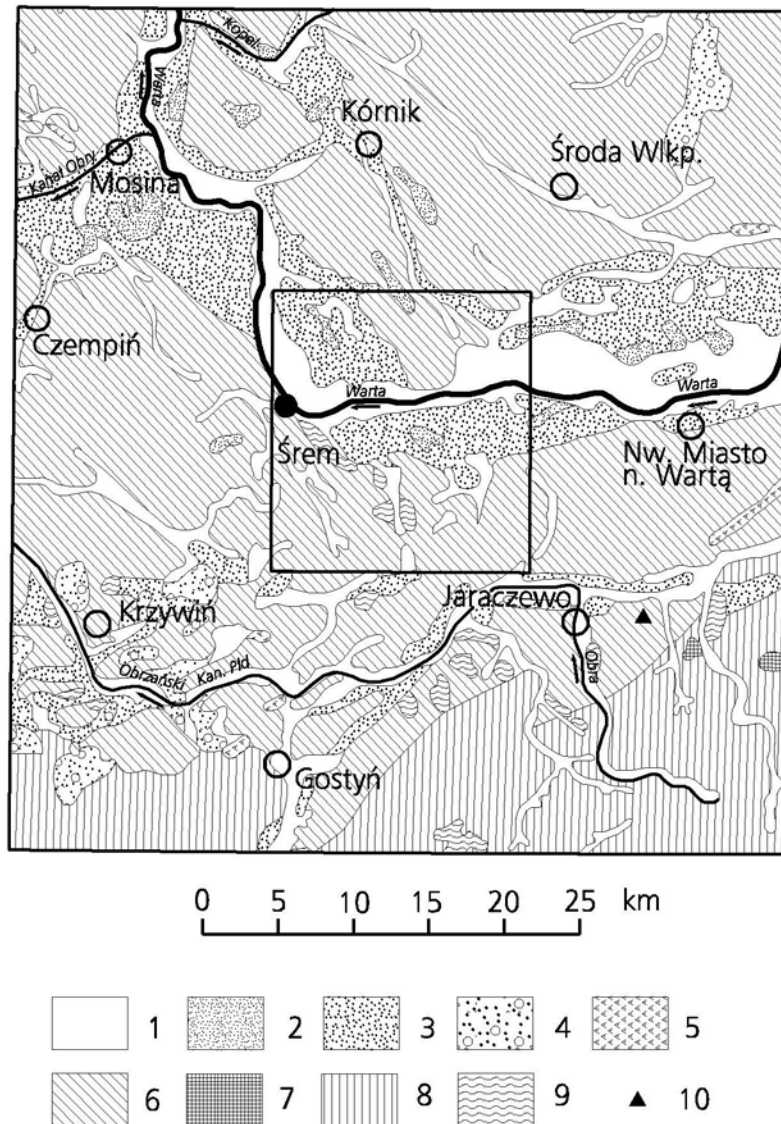 Kopel
Warta
Kórnik
Środa Wlkp.
Kanał Obry
Mosina
Czempiń
Warta
Warta
Śrem
Nw. Miasto
n. Wartą
Jaraczewo
Krzywiń
Obrzański Kan. Płd
Obra
Gostyń
0 5 10 15 20 25 km
1 2 3 4 5
6 7 8 9 10